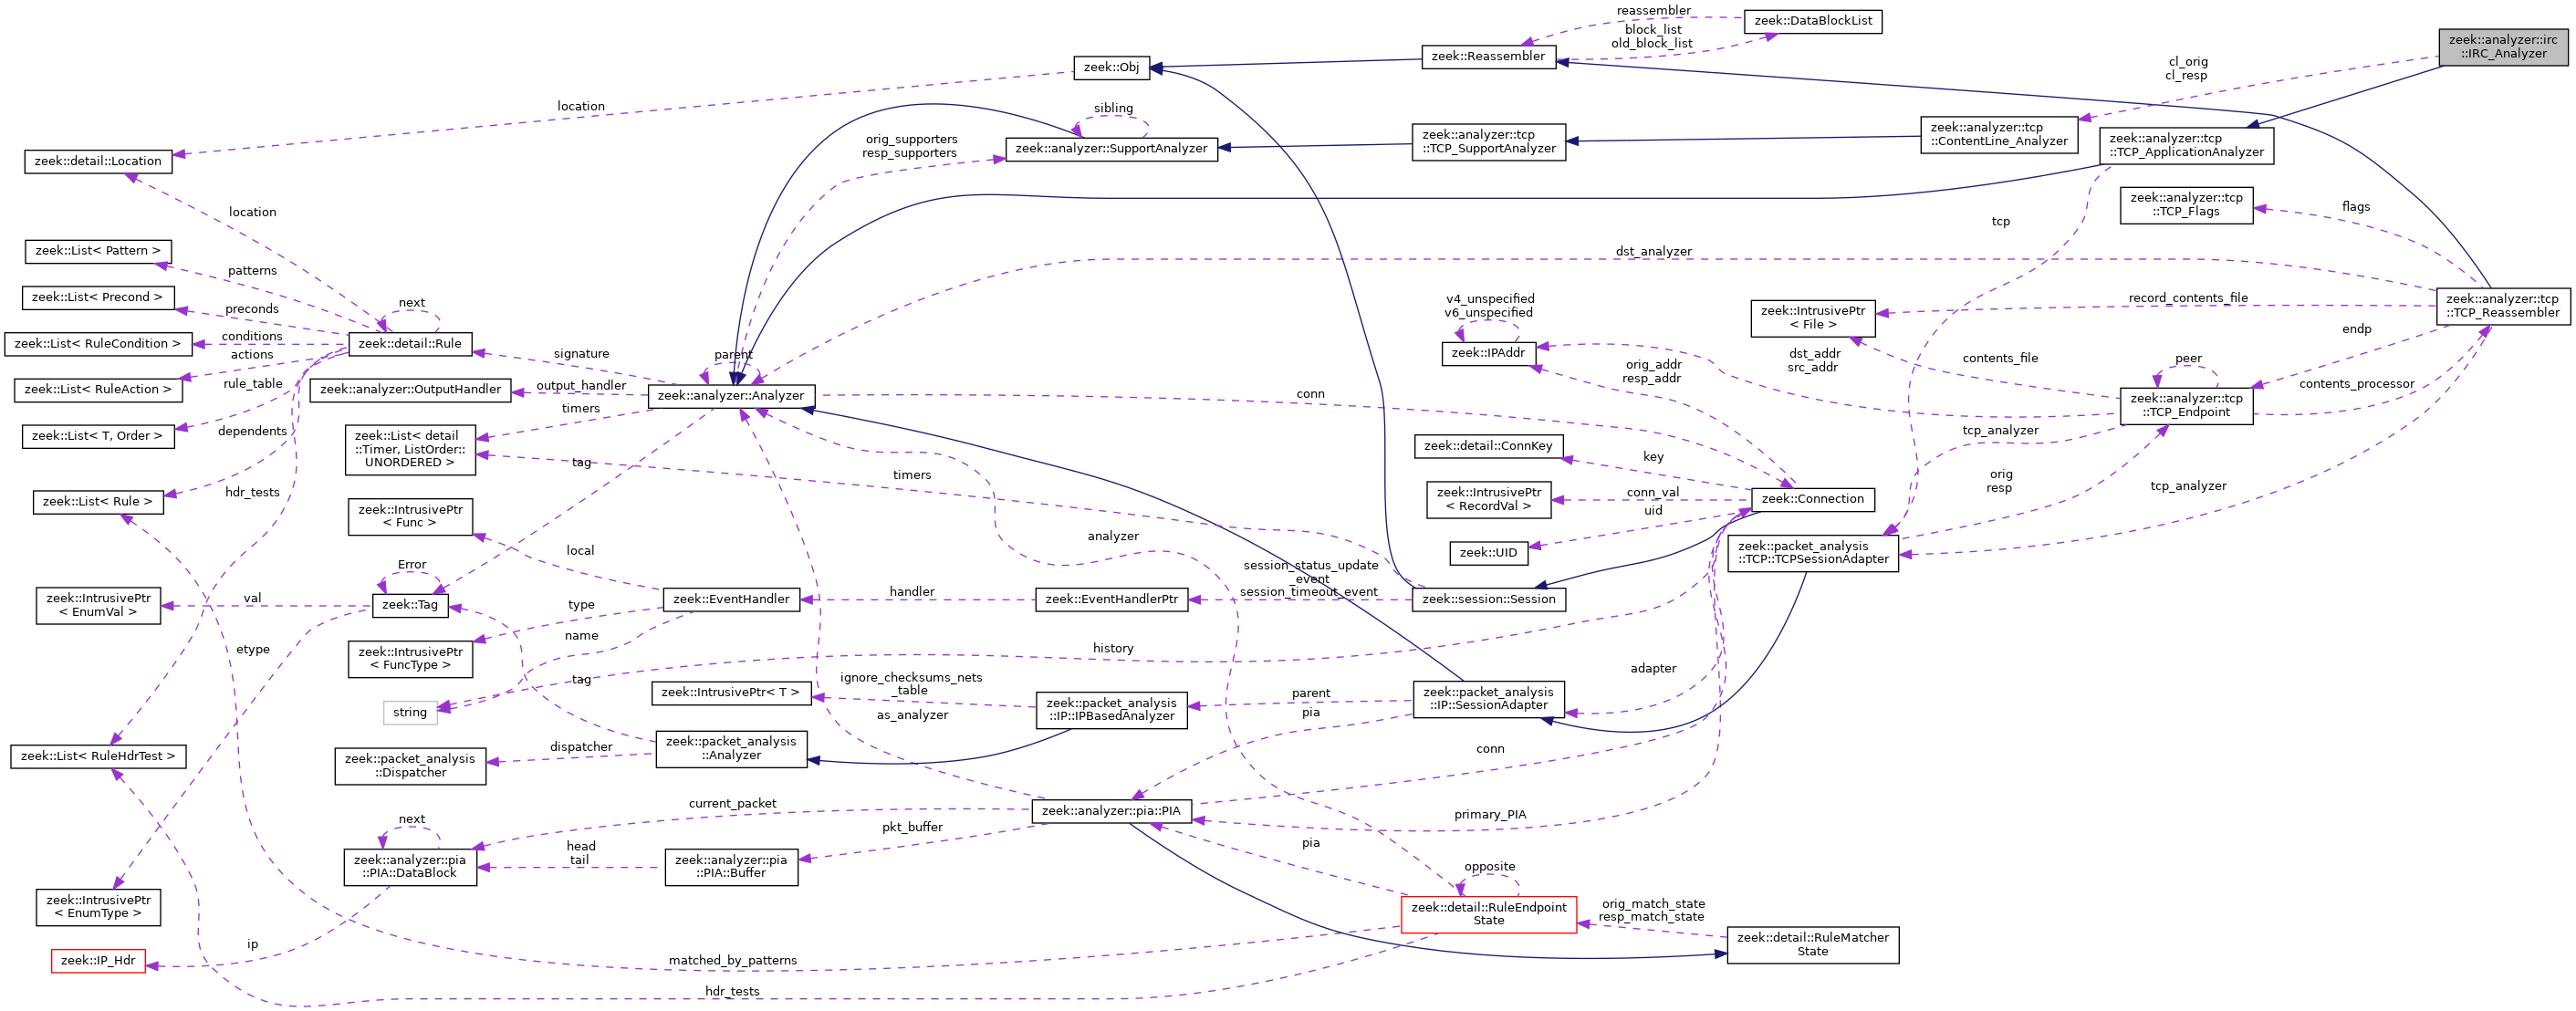 reassembler
zeek::DataBlockList
block_list
old_block_list
zeek::analyzer::irc
::IRC_Analyzer
zeek::Reassembler
zeek::Obj
cl_orig
cl_resp
location
sibling
orig_supporters
resp_supporters
zeek::analyzer::SupportAnalyzer
zeek::analyzer::tcp
::TCP_SupportAnalyzer
zeek::analyzer::tcp
::ContentLine_Analyzer
zeek::analyzer::tcp
::TCP_ApplicationAnalyzer
zeek::detail::Location
zeek::analyzer::tcp
::TCP_Flags
flags
location
tcp
zeek::List< Pattern >
dst_analyzer
patterns
zeek::List< Precond >
preconds
next
v4_unspecified
v6_unspecified
zeek::IntrusivePtr
< File >
record_contents_file
zeek::analyzer::tcp
::TCP_Reassembler
endp
zeek::List< RuleCondition >
conditions
zeek::detail::Rule
signature
parent
zeek::IPAddr
orig_addr
resp_addr
dst_addr
src_addr
contents_file
peer
actions
zeek::List< RuleAction >
rule_table
zeek::analyzer::OutputHandler
output_handler
zeek::analyzer::Analyzer
conn
contents_processor
zeek::analyzer::tcp
::TCP_Endpoint
timers
zeek::List< T, Order >
dependents
zeek::List< detail
::Timer, ListOrder::
UNORDERED >
tag
timers
zeek::detail::ConnKey
key
tcp_analyzer
orig
resp
tcp_analyzer
zeek::List< Rule >
hdr_tests
zeek::IntrusivePtr
< Func >
zeek::IntrusivePtr
< RecordVal >
conn_val
uid
zeek::Connection
zeek::UID
zeek::packet_analysis
::TCP::TCPSessionAdapter
local
analyzer
Error
session_status_update
_event
session_timeout_event
zeek::IntrusivePtr
< EnumVal >
val
zeek::Tag
type
zeek::EventHandler
handler
zeek::EventHandlerPtr
zeek::session::Session
name
etype
zeek::IntrusivePtr
< FuncType >
history
adapter
tag
string
zeek::IntrusivePtr< T >
ignore_checksums_nets
_table
as_analyzer
zeek::packet_analysis
::IP::IPBasedAnalyzer
parent
pia
zeek::packet_analysis
::IP::SessionAdapter
zeek::List< RuleHdrTest >
zeek::packet_analysis
::Dispatcher
dispatcher
zeek::packet_analysis
::Analyzer
conn
current_packet
zeek::analyzer::pia::PIA
primary_PIA
next
pkt_buffer
head
tail
pia
zeek::analyzer::pia
::PIA::DataBlock
zeek::analyzer::pia
::PIA::Buffer
opposite
zeek::IntrusivePtr
< EnumType >
zeek::detail::RuleEndpoint
State
orig_match_state
resp_match_state
zeek::detail::RuleMatcher
State
ip
zeek::IP_Hdr
matched_by_patterns
hdr_tests